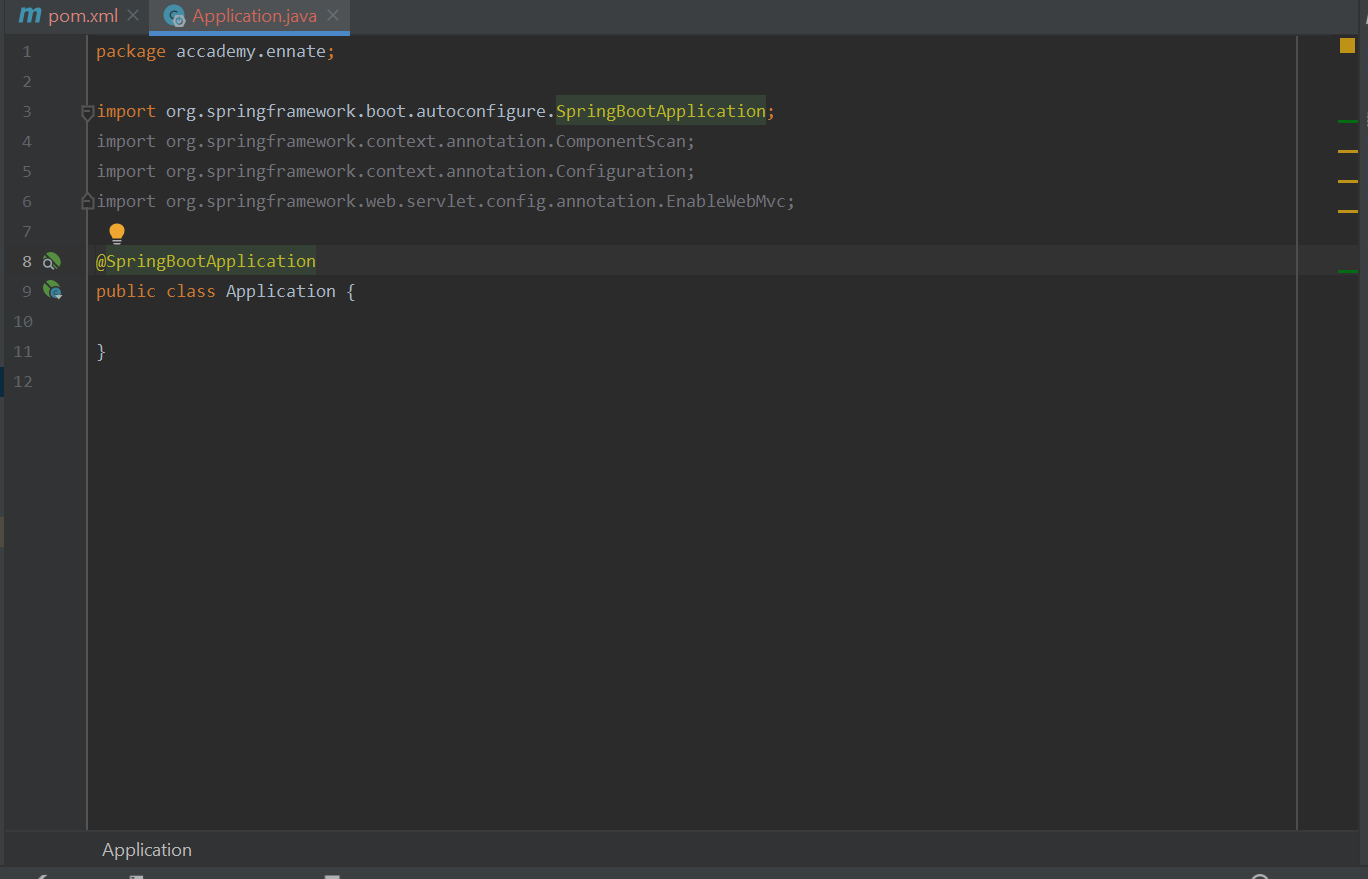 m pom.xml
C Application.java
1 package accademy.ennate;
2
3 import org.springframework.boot.autoconfigure.SpringBootApplication;
4 import org.springframework.context.annotation.ComponentScan;
5 import org.springframework.context.annotation.Configuration;
6 import org.springframework.web.servlet.config.annotation.EnableWebMvc;
7
8 @SpringBootApplication
9 public class Application {
10
11 }
12
Application